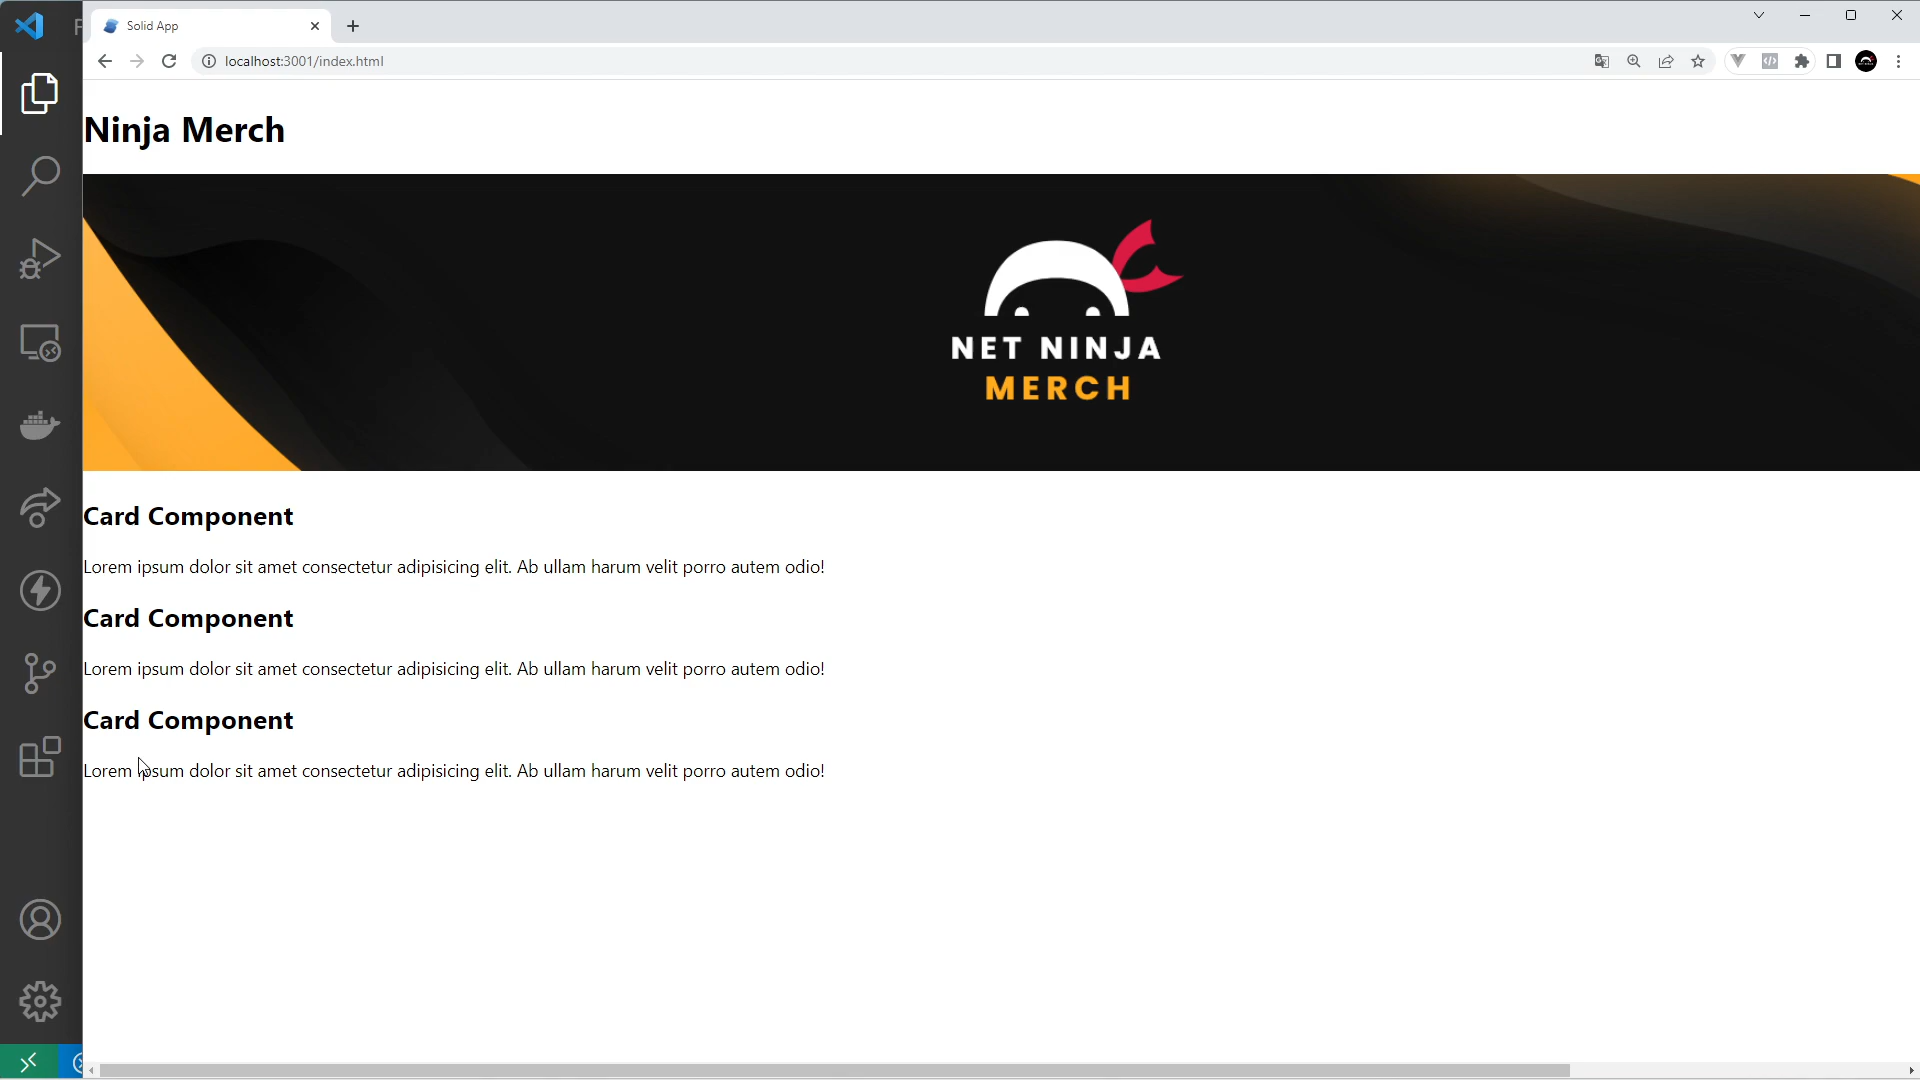 Solid App
localhost:3001/index.html
Ninja Merch
NET NINJA
MERCH
Card Component
Lorem ipsum dolor sit amet consectetur adipisicing elit. Ab ullam harum velit porro autem odio!
Card Component
Lorem ipsum dolor sit amet consectetur adipisicing elit. Ab ullam harum velit porro autem odio!
Card Component
Lorem ipsum dolor sit amet consectetur adipisicing elit. Ab ullam harum velit porro autem odio!